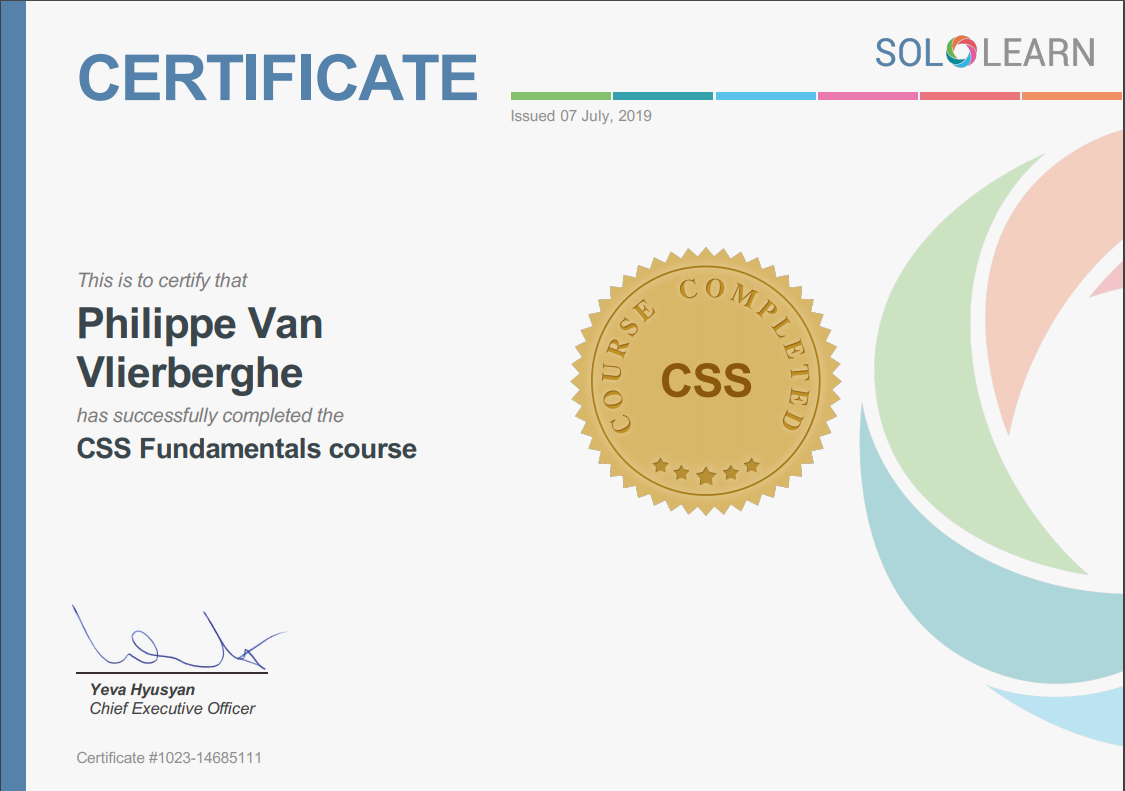 CERTIFICATE
SOLOLEARN
Issued 07 July, 2019
This is to certify that
Philippe Van
Vlierberghe
has successfully completed the
CSS Fundamentals course
COURSE COMPLETED
CSS
Yeva Hyusyan
Chief Executive Officer
Certificate #1023-14685111